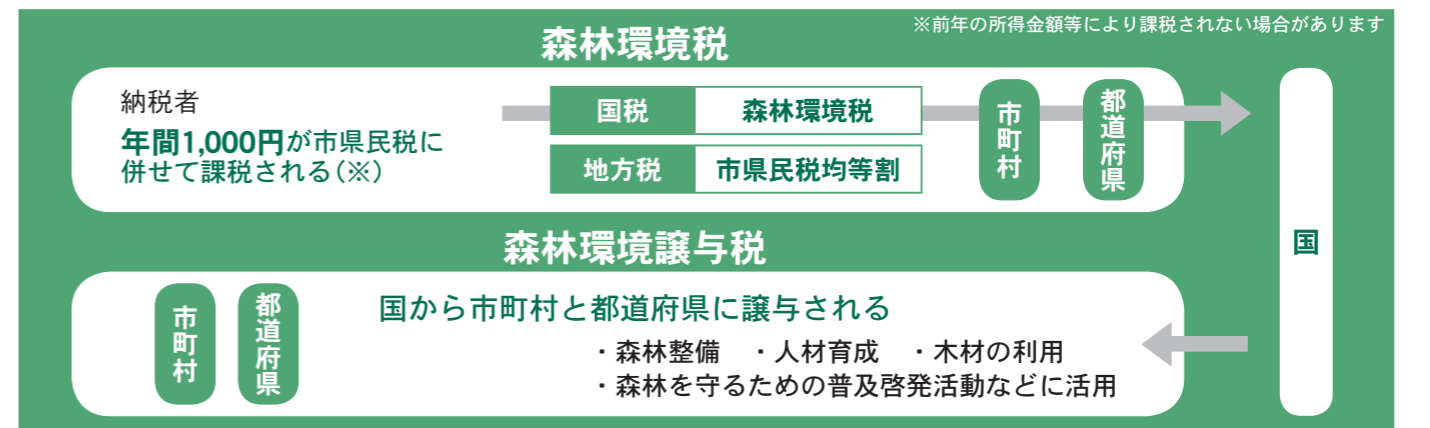 ※前年の所得金額等により課税されない場合があります
森林環境税
納税者
年間1,000円が市県民税に
併せて課税される(※)
国税 森林環境税
地方税 市県民税均等割
市町村
都道府県
国
森林環境譲与税
市町村
都道府県
国から市町村と都道府県に譲与される
・森林整備 ・人材育成 ・木材の利用
・森林を守るための普及啓発活動などに活用